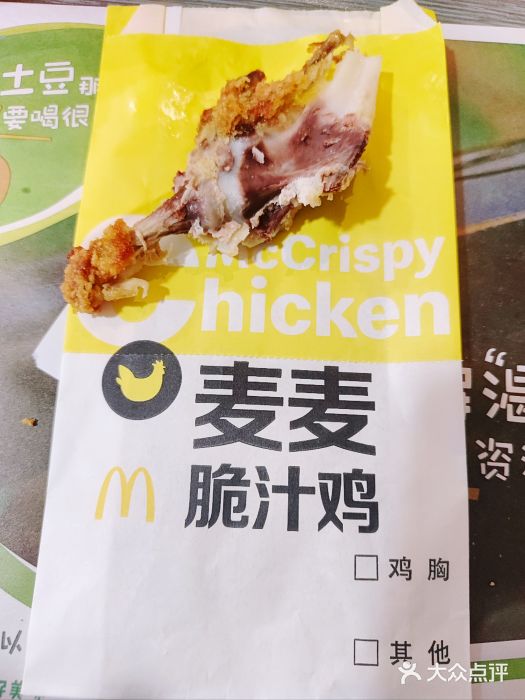 土豆那
要喝很
McCrispy
Chicken
麦麦
脆汁鸡
鸡胸
其他
大众点评